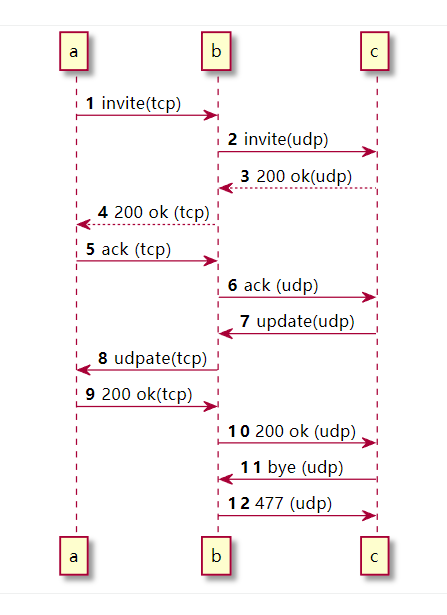 a b c
1 invite(tcp)
2 invite(udp)
3 200 ok(udp)
4 200 ok (tcp)
5 ack (tcp)
6 ack (udp)
7 update(udp)
8 udpate(tcp)
9 200 ok(tcp)
10 200 ok (udp)
11 bye (udp)
12 477 (udp)
a b c